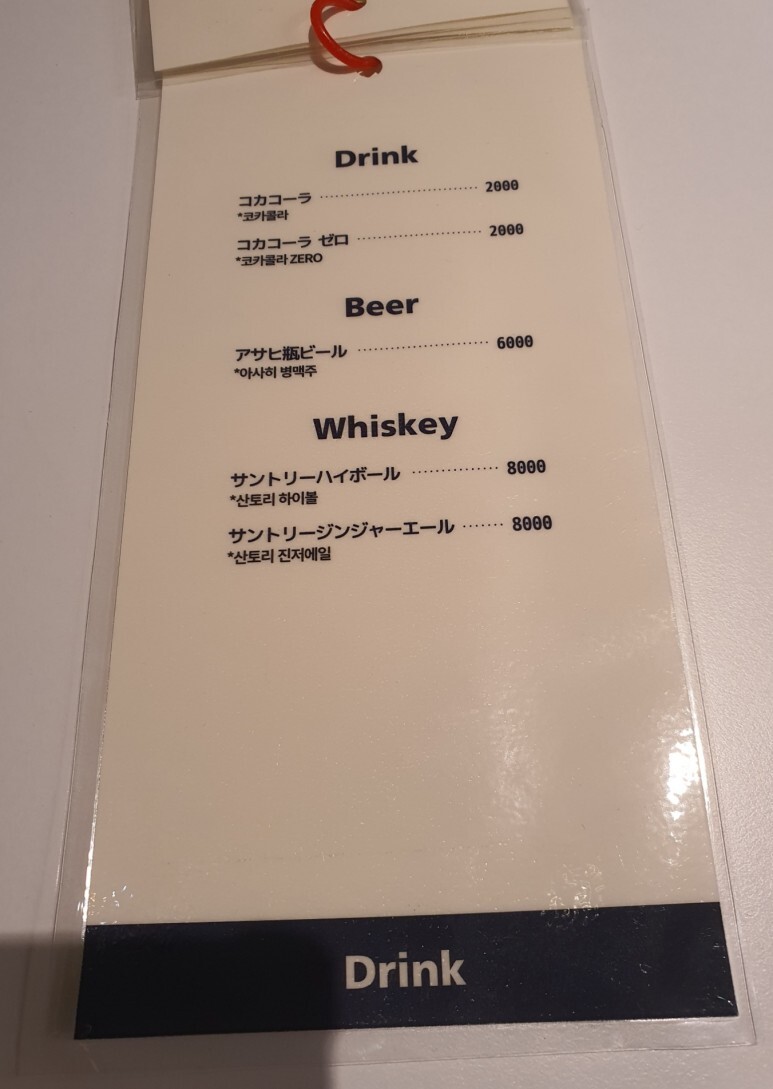 Drink
コカコーラ ································ 2000
*코카콜라
コカコーラ ゼロ ························· 2000
*코카콜라 ZERO
Beer
アサヒ瓶ビール ························· 6000
*아사히 병맥주
Whiskey
サントリーハイボール ··············· 8000
*산토리 하이볼
サントリージンジャーエール ······· 8000
*산토리 진저에일
Drink